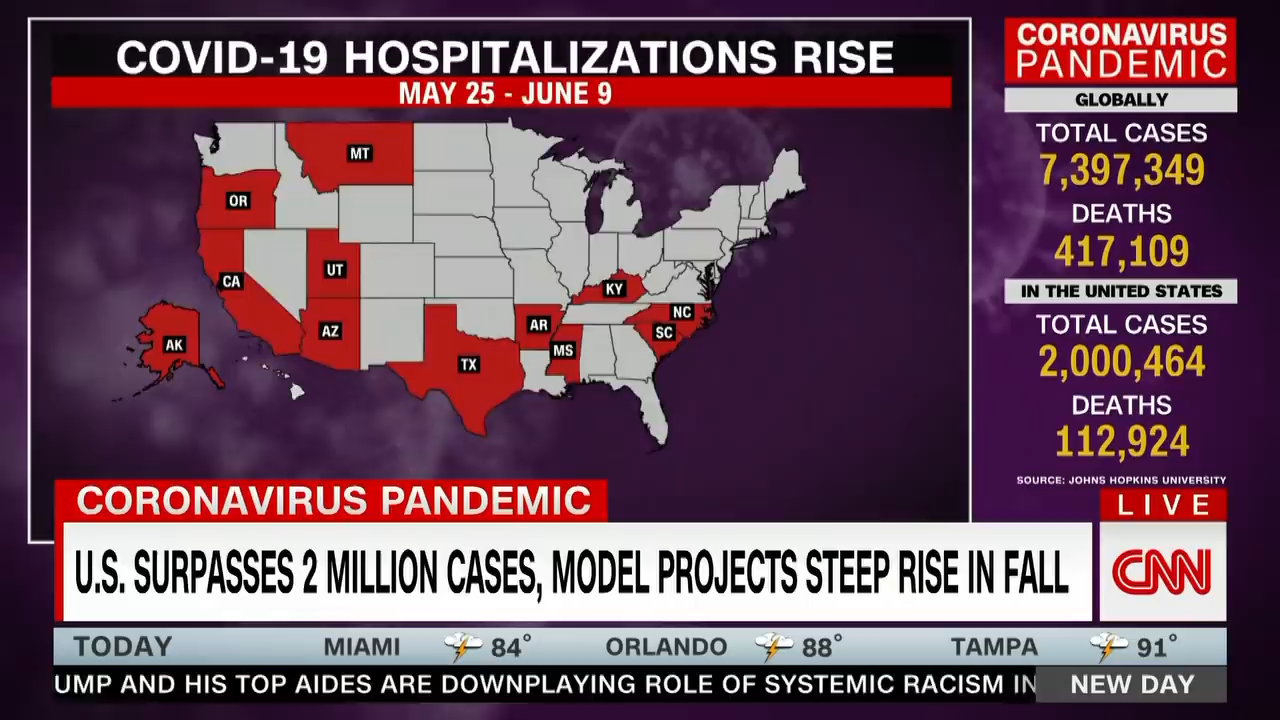 COVID-19 HOSPITALIZATIONS RISE
MAY 25 - JUNE 9
MT
OR
UT
CA
AZ
AK
TX
AR
MS
KY
NC
SC
CORONAVIRUS
PANDEMIC
GLOBALLY
TOTAL CASES
7,397,349
DEATHS
417,109
IN THE UNITED STATES
TOTAL CASES
2,000,464
DEATHS
112,924
SOURCE: JOHNS HOPKINS UNIVERSITY
CORONAVIRUS PANDEMIC
U.S. SURPASSES 2 MILLION CASES, MODEL PROJECTS STEEP RISE IN FALL
LIVE
CNN
TODAY MIAMI 84° ORLANDO 88° TAMPA 91°
UMP AND HIS TOP AIDES ARE DOWNPLAYING ROLE OF SYSTEMIC RACISM IN
NEW DAY